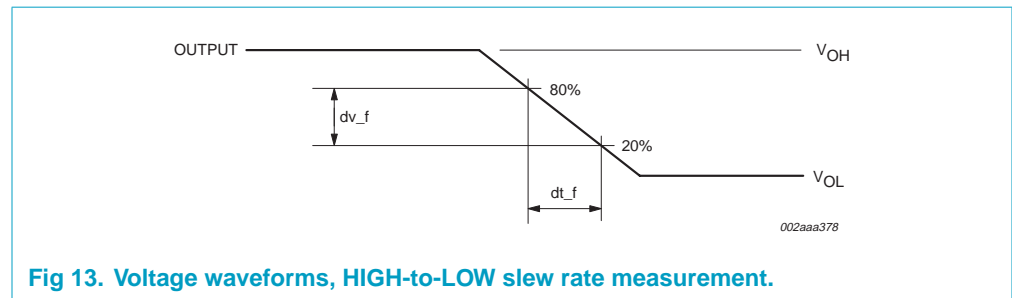 OUTPUT
VOH
80%
dv_f
20%
VOL
dt_f
002aaa378
Fig 13. Voltage waveforms, HIGH-to-LOW slew rate measurement.